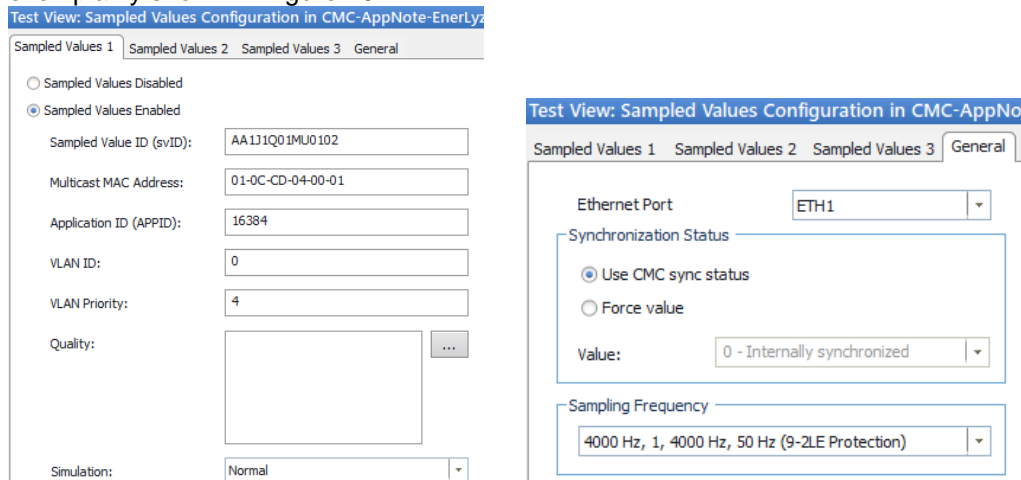 Test View: Sampled Values Configuration in CMC-AppNote-EnerLyz
Sampled Values 1 Sampled Values 2 Sampled Values 3 General
Sampled Values Disabled
Sampled Values Enabled
Sampled Value ID (svID): AA1J1Q01MU0102
Multicast MAC Address: 01-0C-CD-04-00-01
Application ID (APPID): 16384
VLAN ID: 0
VLAN Priority: 4
Quality: ...
Simulation: Normal
Test View: Sampled Values Configuration in CMC-AppNo
Sampled Values 1 Sampled Values 2 Sampled Values 3 General
Ethernet Port ETH1
Synchronization Status
Use CMC sync status
Force value
Value: 0 - Internally synchronized
Sampling Frequency
4000 Hz, 1, 4000 Hz, 50 Hz (9-2LE Protection)